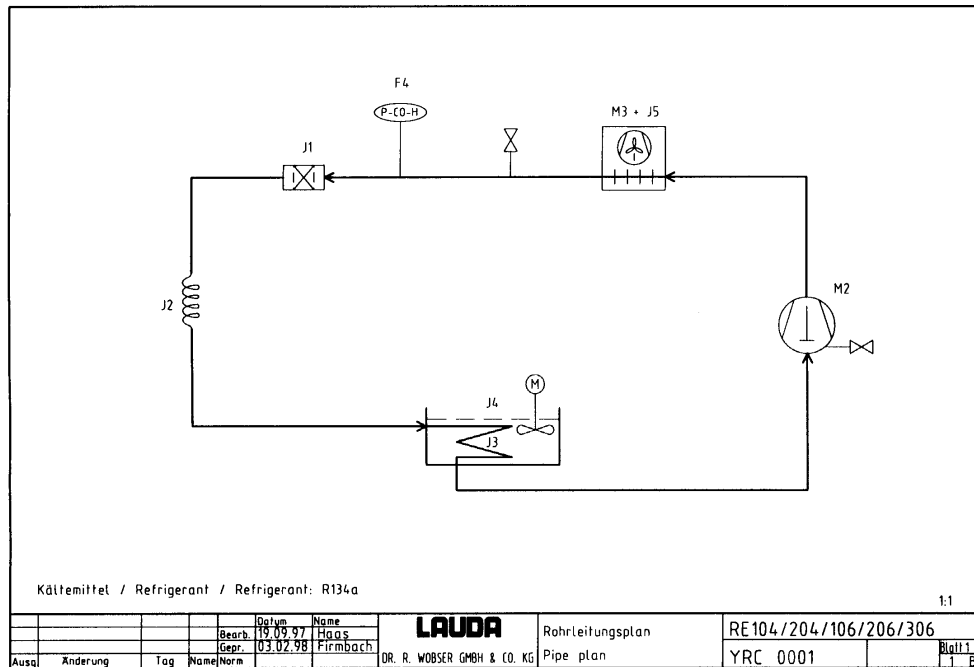 F4
P-CO-H
M3 + J5
J1
J2
M2
M
J4
J3
Kältemittel / Refrigerant / Refrigerant: R134a
1:1
Datum Name
Bearb. 19.09.97 Haas
Gepr. 03.02.98 Firmbach
Ausg. Änderung Tag Name Norm
LAUDA
DR. R. WOBSER GMBH & CO. KG
Rohrleitungsplan
Pipe plan
RE104/204/106/206/306
YRC 0001
Blatt 1
1